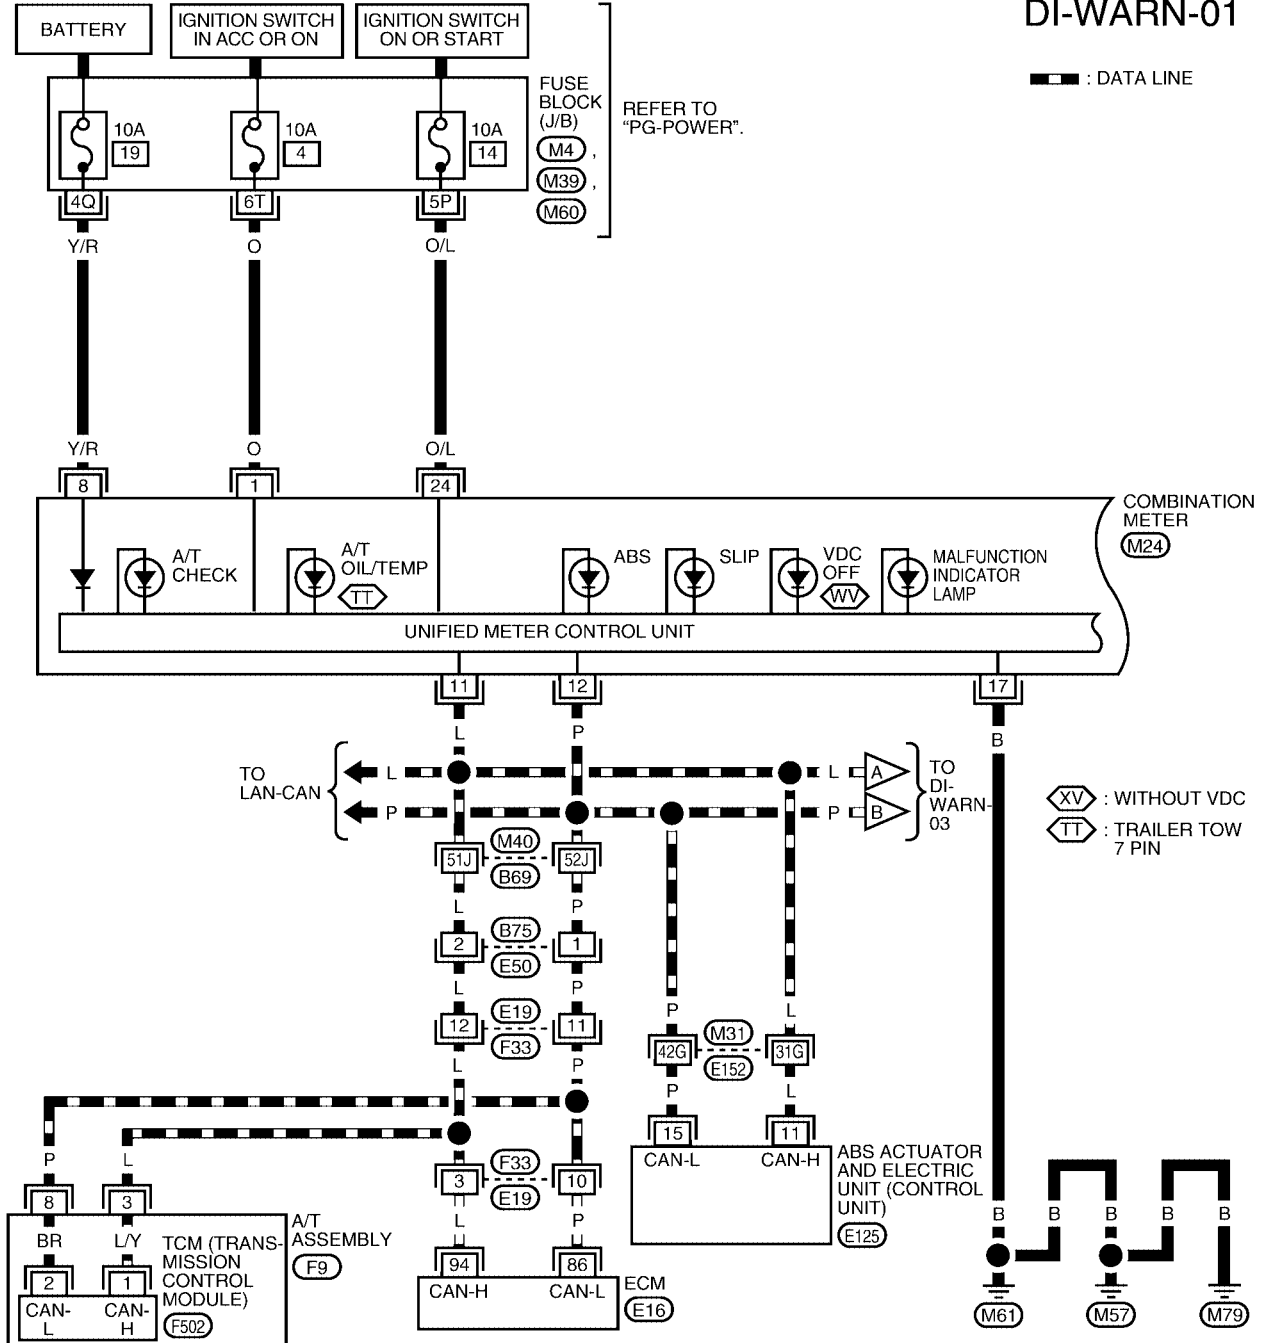 DI-WARN-01
: DATA LINE
BATTERY
IGNITION SWITCH
IN ACC OR ON
IGNITION SWITCH
ON OR START
FUSE
BLOCK
(J/B)
M4 ,
M39 ,
M60
REFER TO
“PG-POWER”.
10A
19
10A
4
10A
14
4Q
6T
5P
Y/R
O
O/L
Y/R
O
O/L
8
1
24
COMBINATION
METER
M24
A/T
CHECK
A/T
OIL/TEMP
TT
ABS
SLIP
VDC
OFF
WV
MALFUNCTION
INDICATOR
LAMP
UNIFIED METER CONTROL UNIT
11
12
17
L
P
B
TO
LAN-CAN
L
L
A
P
P
B
TO
DI-
WARN-
03
XV : WITHOUT VDC
TT : TRAILER TOW
7 PIN
51J
M40
B69
52J
L
P
2
B75
E50
1
L
P
12
E19
F33
11
L
P
P
L
42G
M31
E152
31G
P
L
15
11
CAN-L
CAN-H
ABS ACTUATOR
AND ELECTRIC
UNIT (CONTROL
UNIT)
E125
P
L
8
3
BR
L/Y
2
1
CAN-
L
CAN-
H
TCM (TRANS-
MISSION
CONTROL
MODULE)
F502
A/T
ASSEMBLY
F9
3
F33
E19
10
L
P
94
86
CAN-H
CAN-L
ECM
E16
B
B
B
B
B
M61
M57
M79